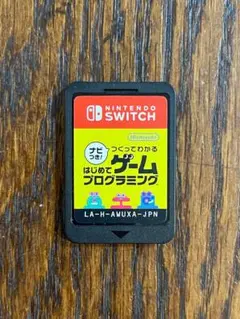 NINTENDO
SWITCH
Nintendo
ナビつき!
つくってわかる
はじめて
ゲーム
プログラミング
LA-H-AWUXA-JPN